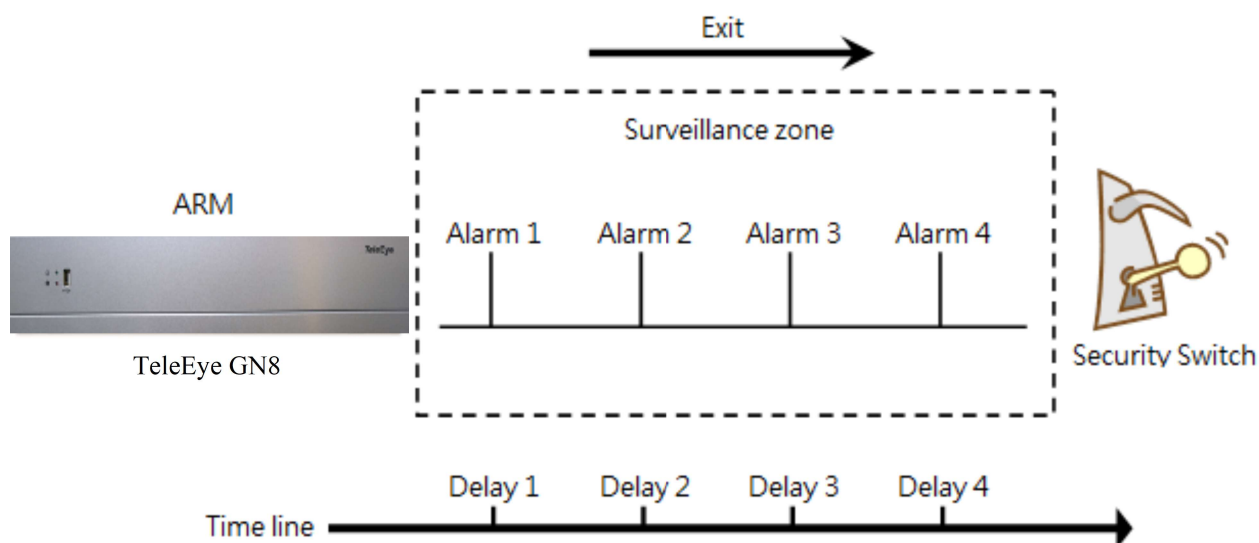 Exit
Surveillance zone
ARM
TeleEye
Alarm 1 Alarm 2 Alarm 3 Alarm 4
TeleEye GN8
Security Switch
Delay 1 Delay 2 Delay 3 Delay 4
Time line